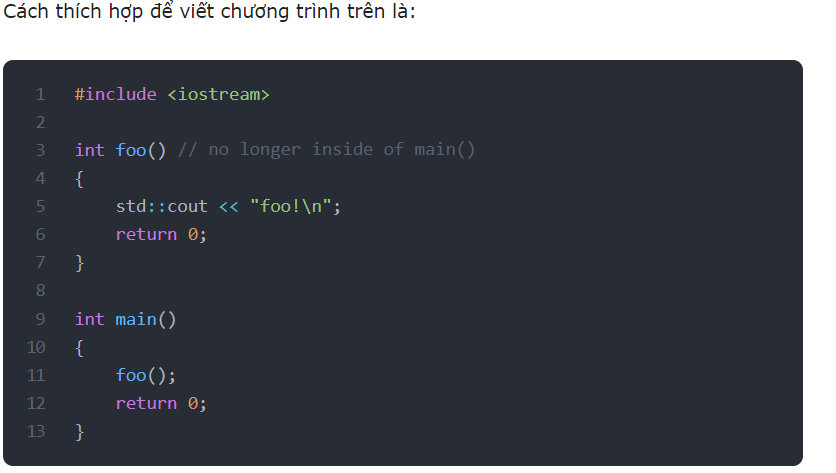 Cách thích hợp để viết chương trình trên là:
1 #include <iostream>
2
3 int foo() // no longer inside of main()
4 {
5     std::cout << "foo!\n";
6     return 0;
7 }
8
9 int main()
10 {
11     foo();
12     return 0;
13 }